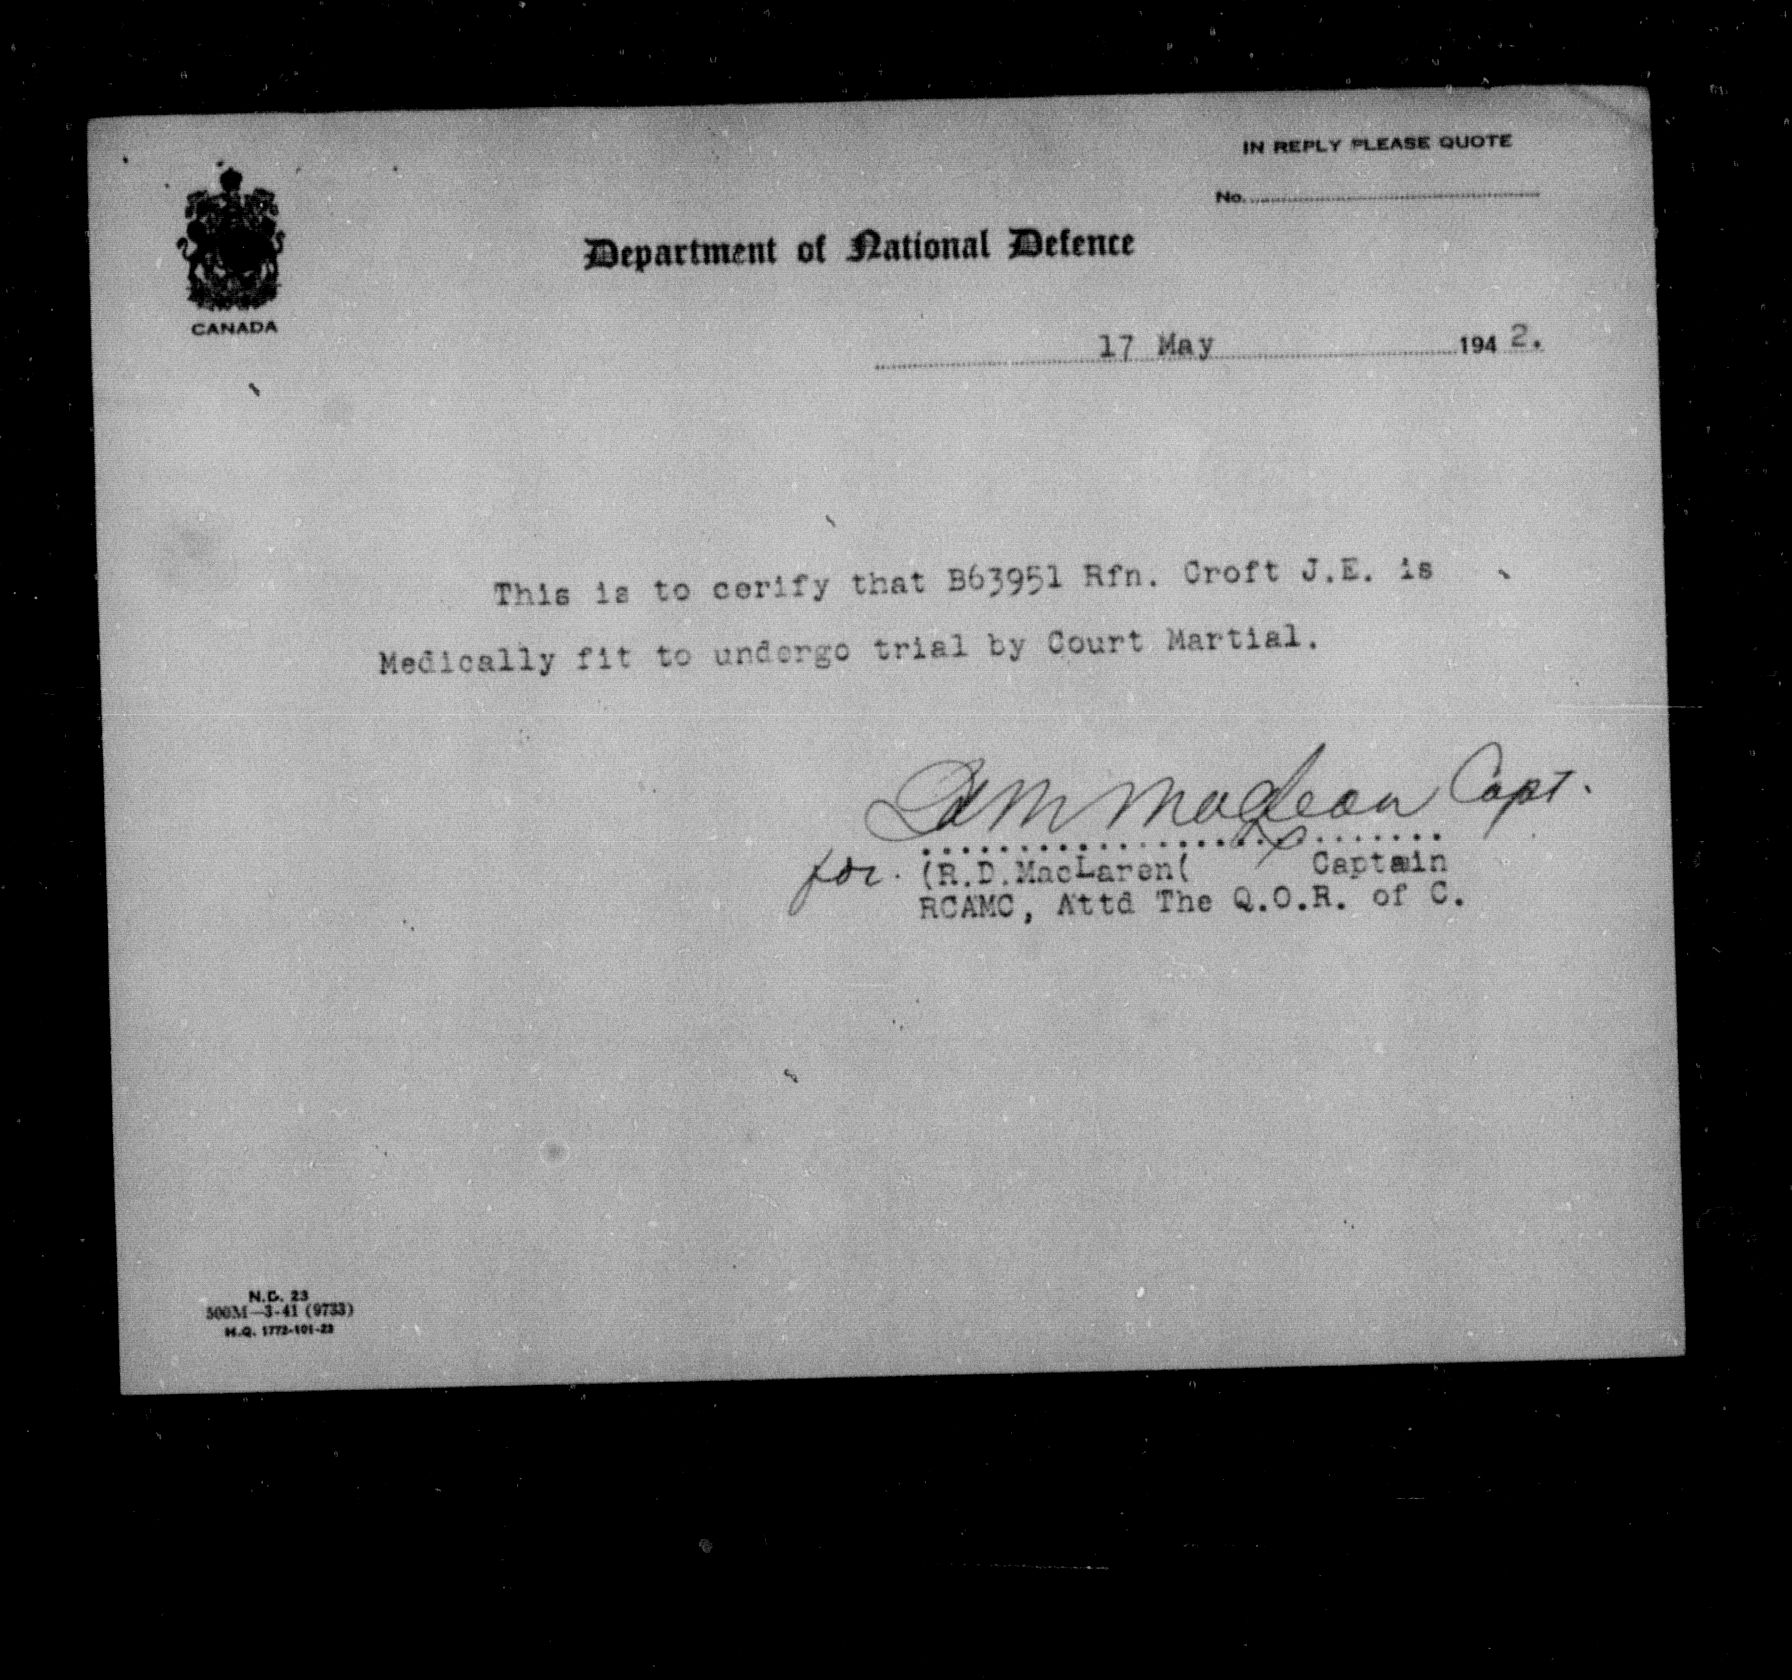 IN REPLY PLEASE QUOTE
No.
CANADA
Department of National Defence
17 May 1942.
This is to cerify that B63951 Rfn. Croft J.E. is
Medically fit to undergo trial by Court Martial.
Capt.
for. (R.D.MacLaren( Captain
RCAMC, Attd The Q.O.R. of C.
N.D. 23
500M—3-41 (9733)
H.Q. 1772-101-23